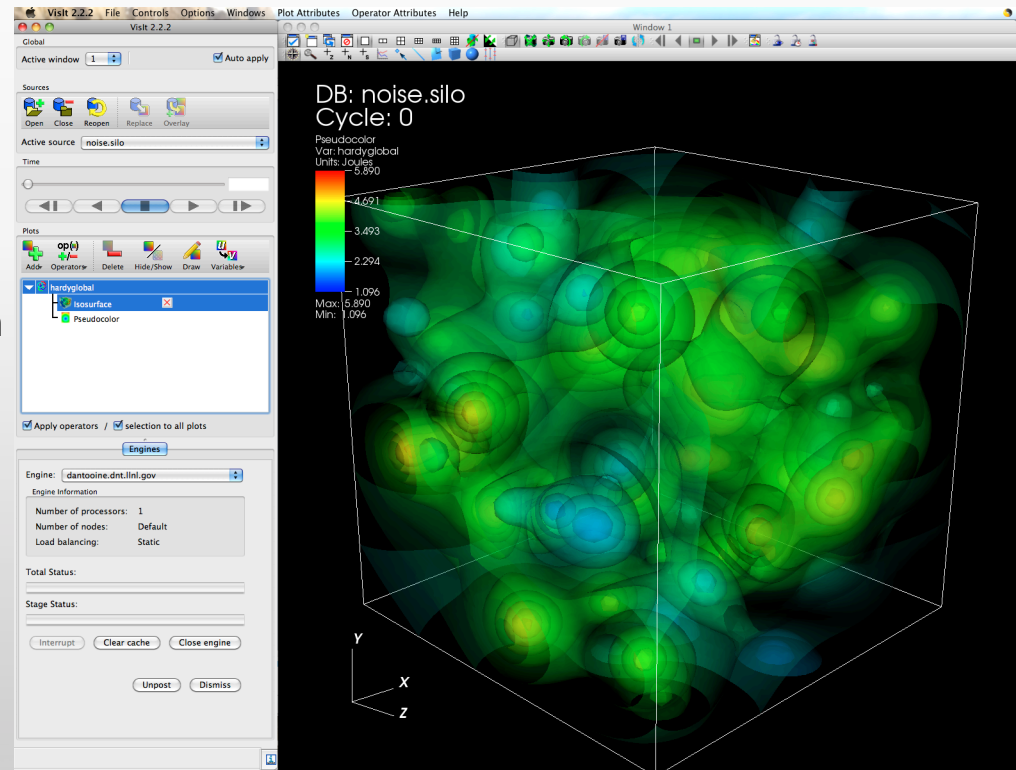 VisIt 2.2.2 File Controls Options Windows Plot Attributes Operator Attributes Help
VisIt 2.2.2
Window 1
Global
Active window 1 Auto apply
Sources
Open Close Reopen Replace Overlay
Active source noise.silo
Time
Plots
op(u)
Add Operators Delete Hide/Show Draw Variables
hardyglobal
Isosurface
Pseudocolor
Apply operators / selection to all plots
Engines
Engine: dantooine.dnt.llnl.gov
Engine Information
Number of processors: 1
Number of nodes: Default
Load balancing: Static
Total Status:
Stage Status:
Interrupt Clear cache Close engine
Unpost Dismiss
DB: noise.silo
Cycle: 0
Pseudocolor
Var: hardyglobal
Units: Joules
5.890
4.691
3.493
2.294
1.096
Max: 5.890
Min: 1.096
Y
X
Z